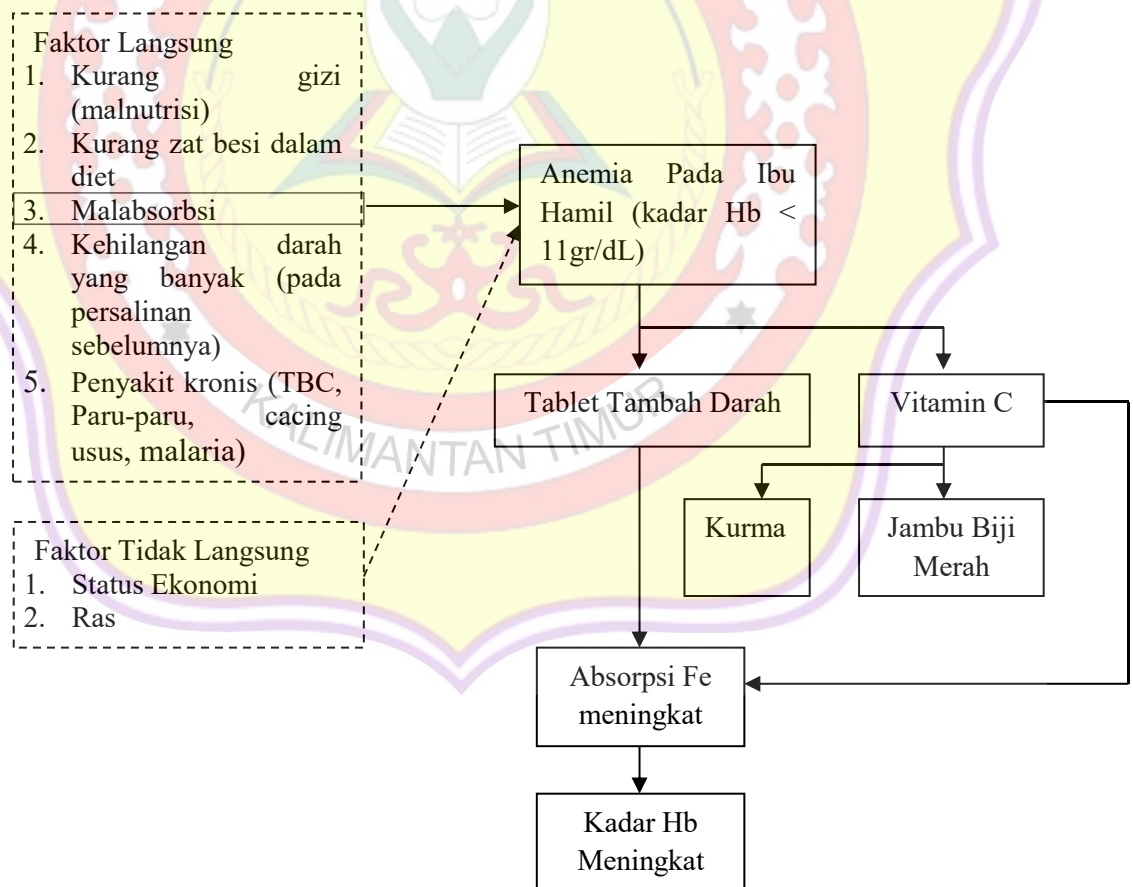 Faktor Langsung
1. Kurang gizi
(malnutrisi)
2. Kurang zat besi dalam
diet
3. Malabsorbsi
4. Kehilangan darah
yang banyak (pada
persalinan
sebelumnya)
5. Penyakit kronis (TBC,
Paru-paru, cacing
usus, malaria)
Faktor Tidak Langsung
1. Status Ekonomi
2. Ras
Anemia Pada Ibu
Hamil (kadar Hb <
11gr/dL)
Tablet Tambah Darah
Vitamin C
Kurma
Jambu Biji
Merah
Absorpsi Fe
meningkat
Kadar Hb
Meningkat
KALIMANTAN TIMUR